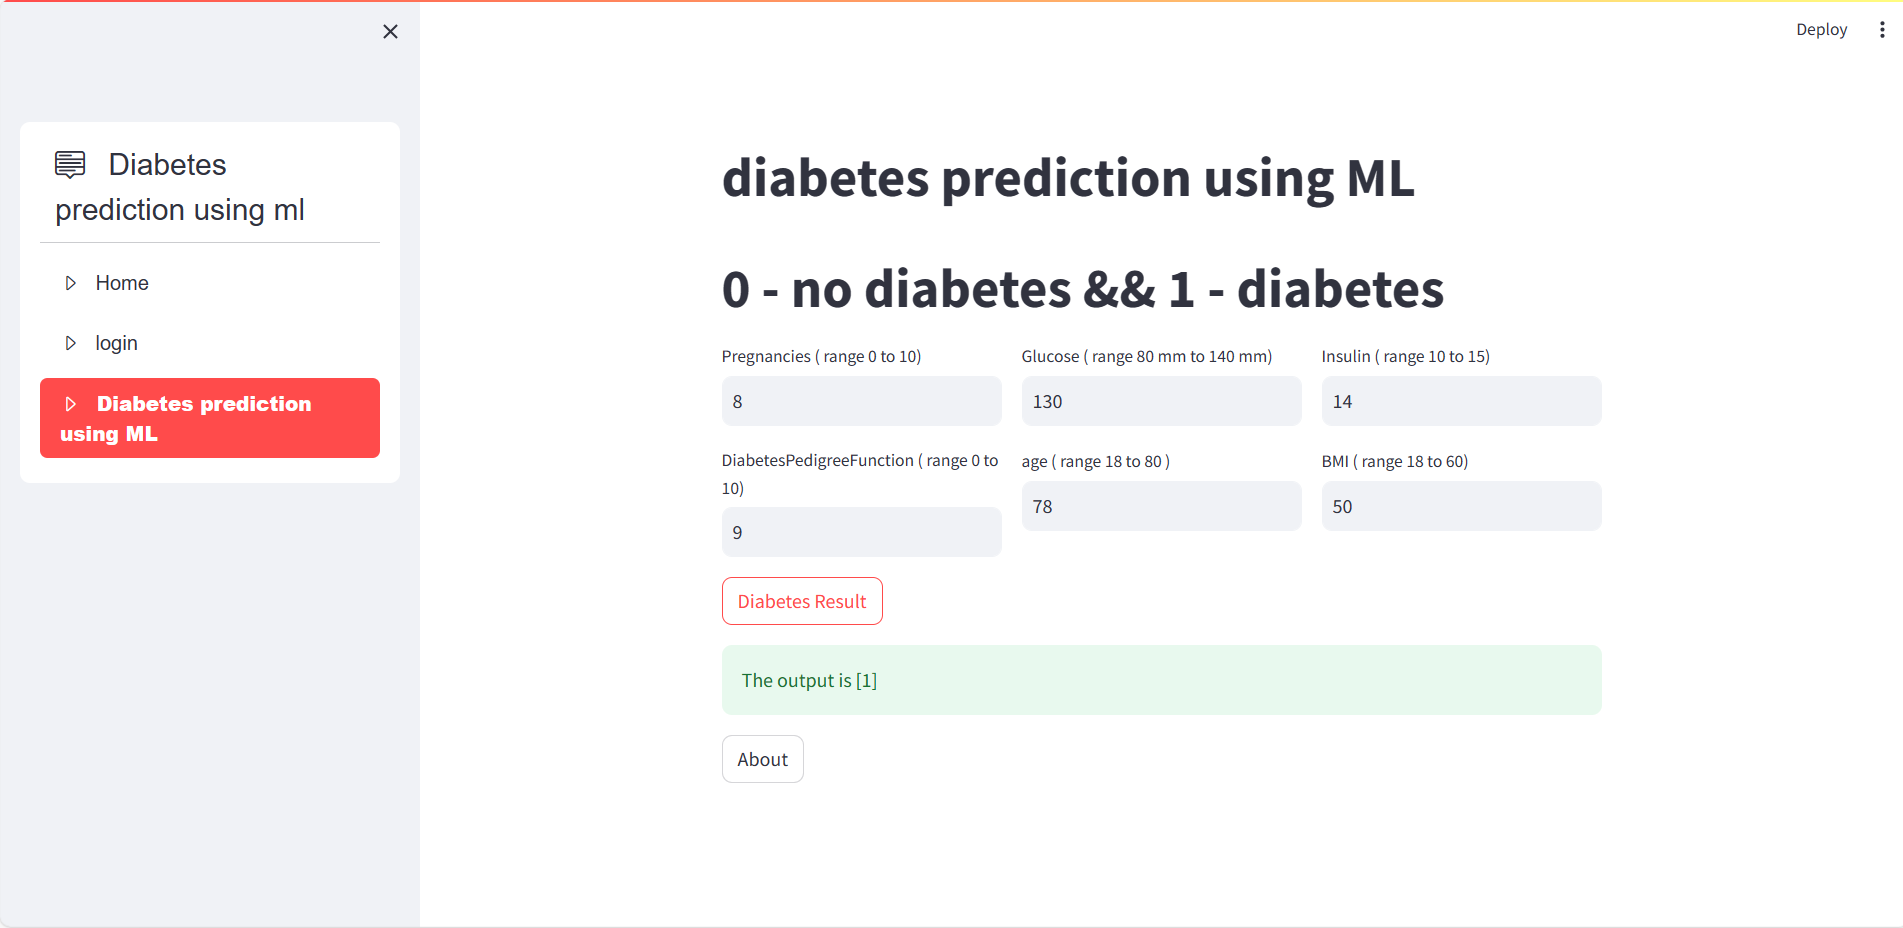 Deploy
Diabetes
prediction using ml
Home
login
Diabetes prediction
using ML
diabetes prediction using ML
0 - no diabetes && 1 - diabetes
Pregnancies ( range 0 to 10)
8
Glucose ( range 80 mm to 140 mm)
130
Insulin ( range 10 to 15)
14
DiabetesPedigreeFunction ( range 0 to
10)
9
age ( range 18 to 80 )
78
BMI ( range 18 to 60)
50
Diabetes Result
The output is [1]
About